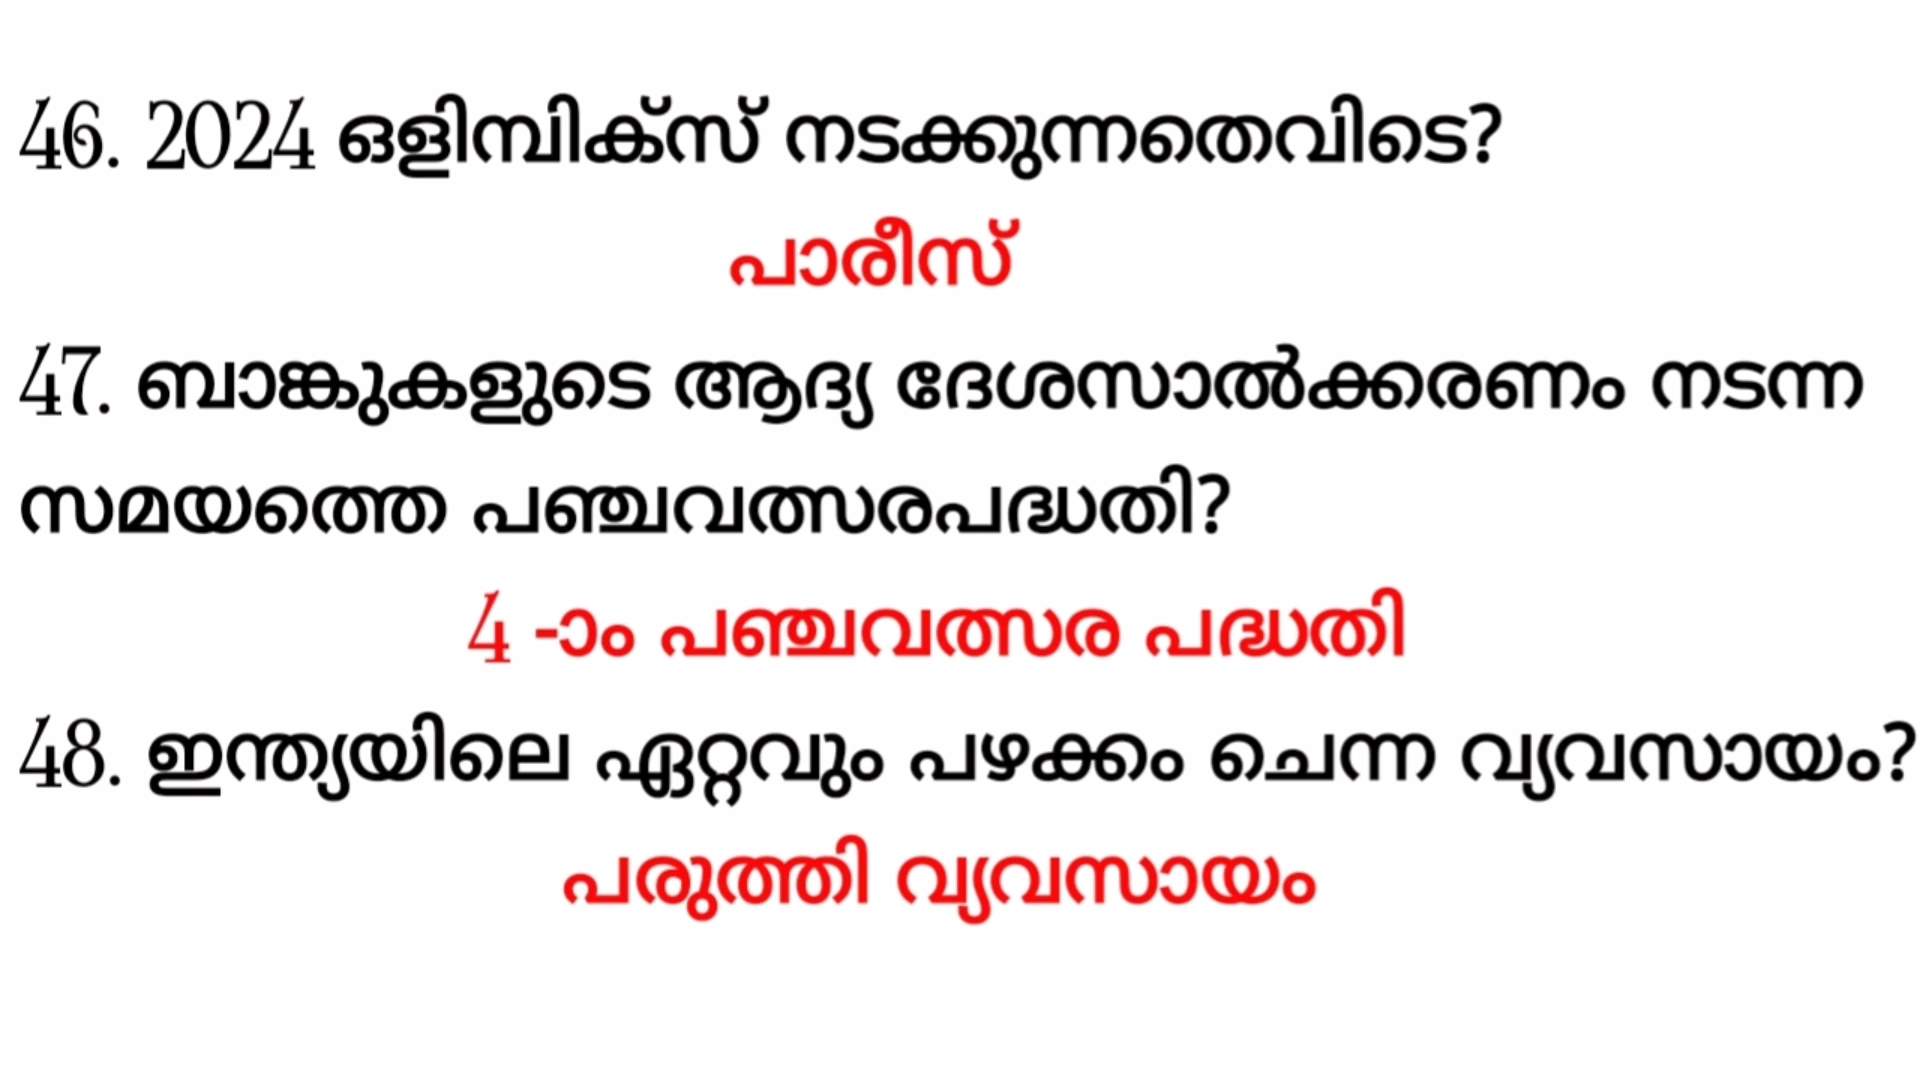 46. 2024 ഒളിമ്പിക്സ് നടക്കുന്നതെവിടെ?
പാരീസ്
47. ബാങ്കുകളുടെ ആദ്യ ദേശസാൽക്കരണം നടന്ന
സമയത്തെ പഞ്ചവത്സരപദ്ധതി?
4 -ാം പഞ്ചവത്സര പദ്ധതി
48. ഇന്ത്യയിലെ ഏറ്റവും പഴക്കം ചെന്ന വ്യവസായം?
പരുത്തി വ്യവസായം